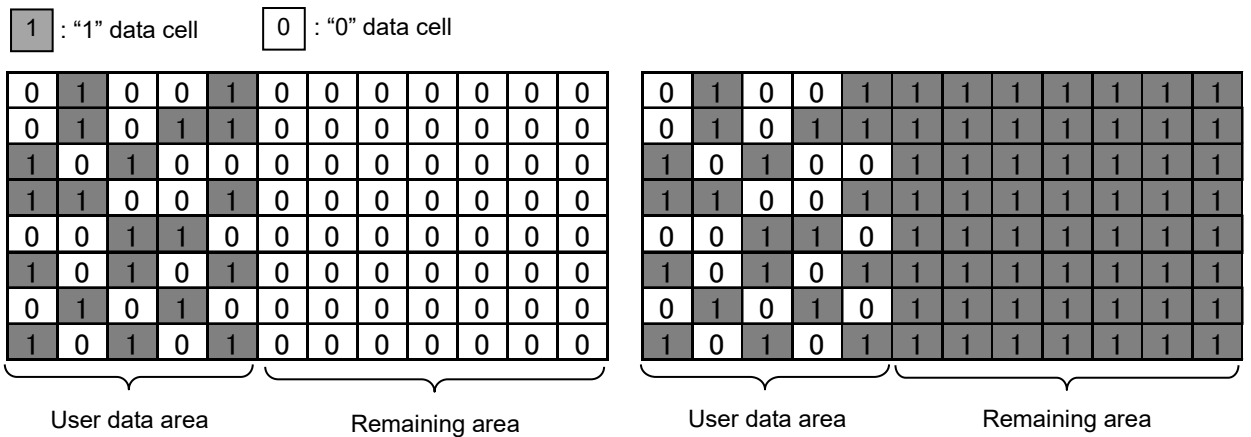 1 : “1” data cell 0 : “0” data cell
0 1 0 0 1 0 0 0 0 0 0 0 0 1 0 0 1 1 1 1 1 1 1 1
0 1 0 1 1 0 0 0 0 0 0 0 0 1 0 1 1 1 1 1 1 1 1 1
1 0 1 0 0 0 0 0 0 0 0 0 1 0 1 0 0 1 1 1 1 1 1 1
1 1 0 0 1 0 0 0 0 0 0 0 1 1 0 0 1 1 1 1 1 1 1 1
0 0 1 1 0 0 0 0 0 0 0 0 0 0 1 1 0 1 1 1 1 1 1 1
1 0 1 0 1 0 0 0 0 0 0 0 1 0 1 0 1 1 1 1 1 1 1 1
0 1 0 1 0 0 0 0 0 0 0 0 0 1 0 1 0 1 1 1 1 1 1 1
1 0 1 0 1 0 0 0 0 0 0 0 1 0 1 0 1 1 1 1 1 1 1 1
User data area Remaining area User data area Remaining area